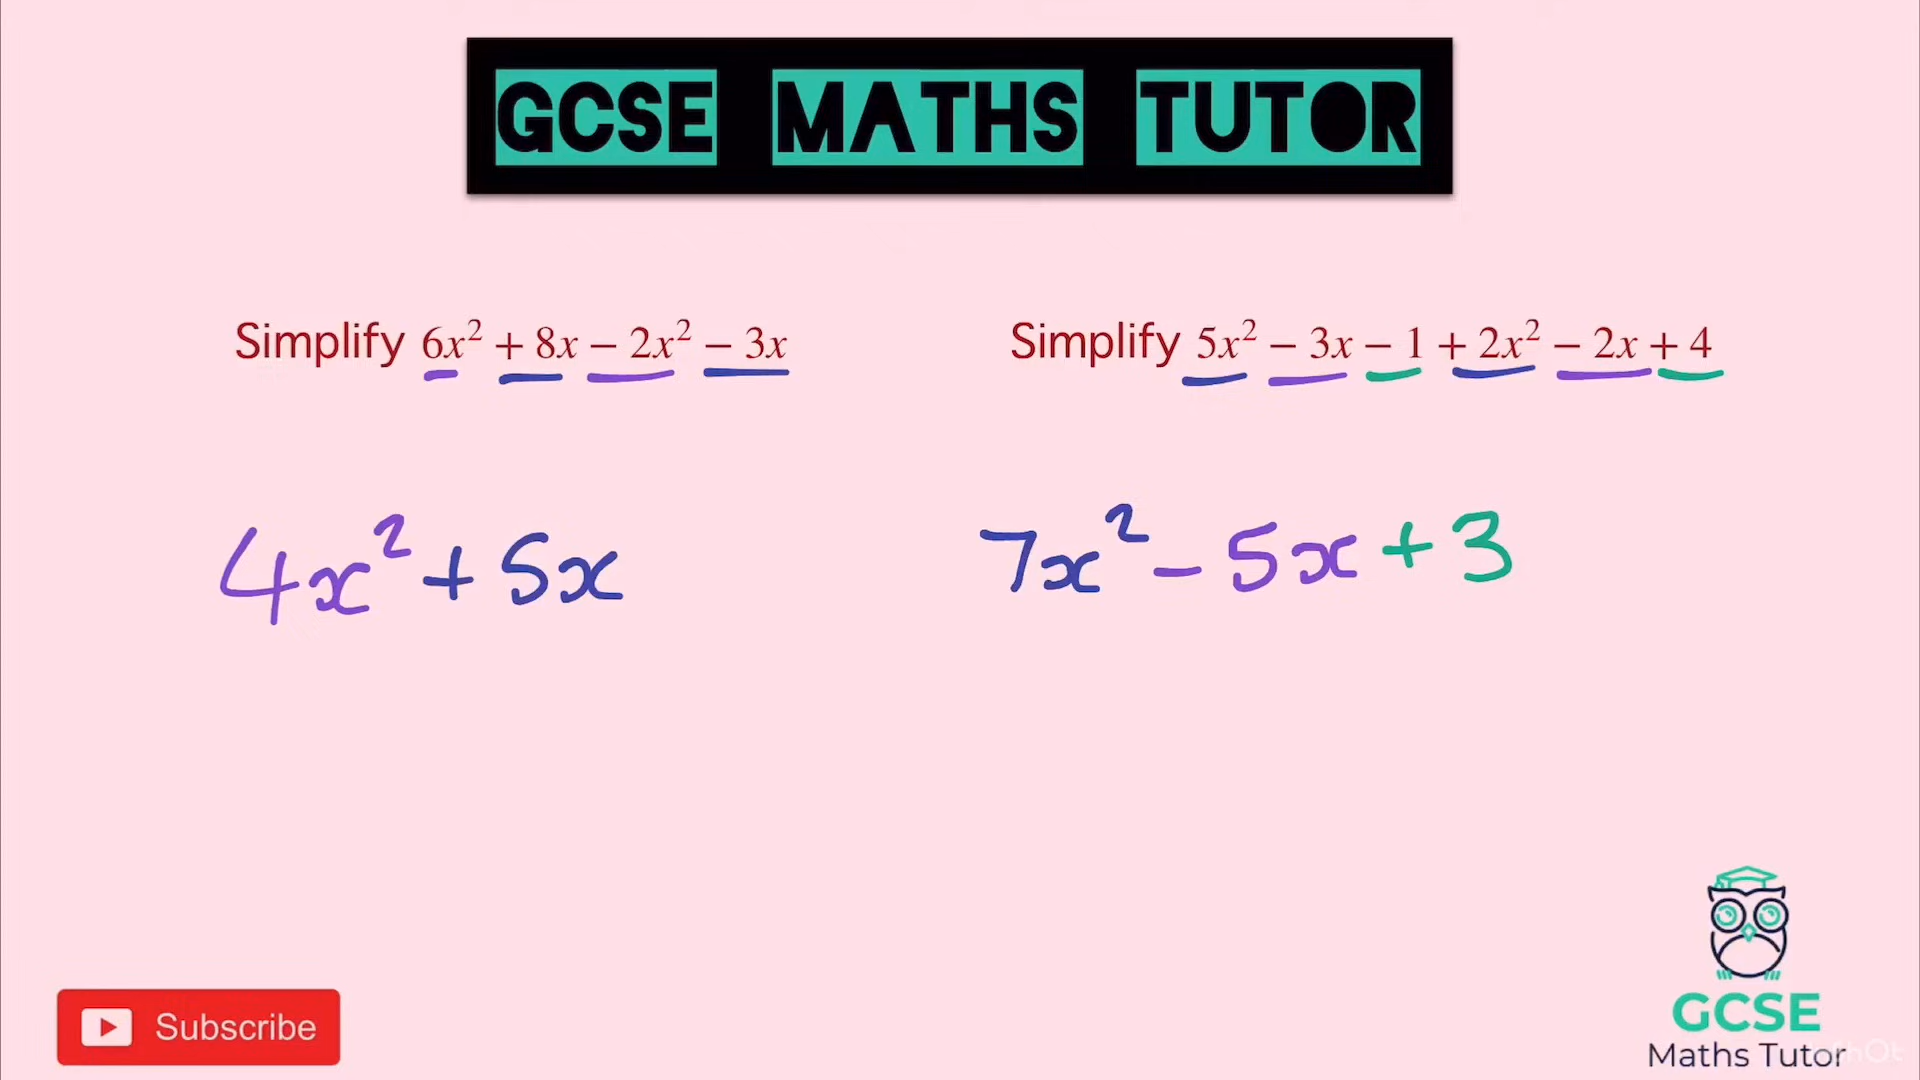 GCSE MATHS TUTOR
Simplify 6x² + 8x − 2x² − 3x
Simplify 5x² − 3x − 1 + 2x² − 2x + 4
4x² + 5x
7x² − 5x + 3
Subscribe
GCSE
Maths Tutor